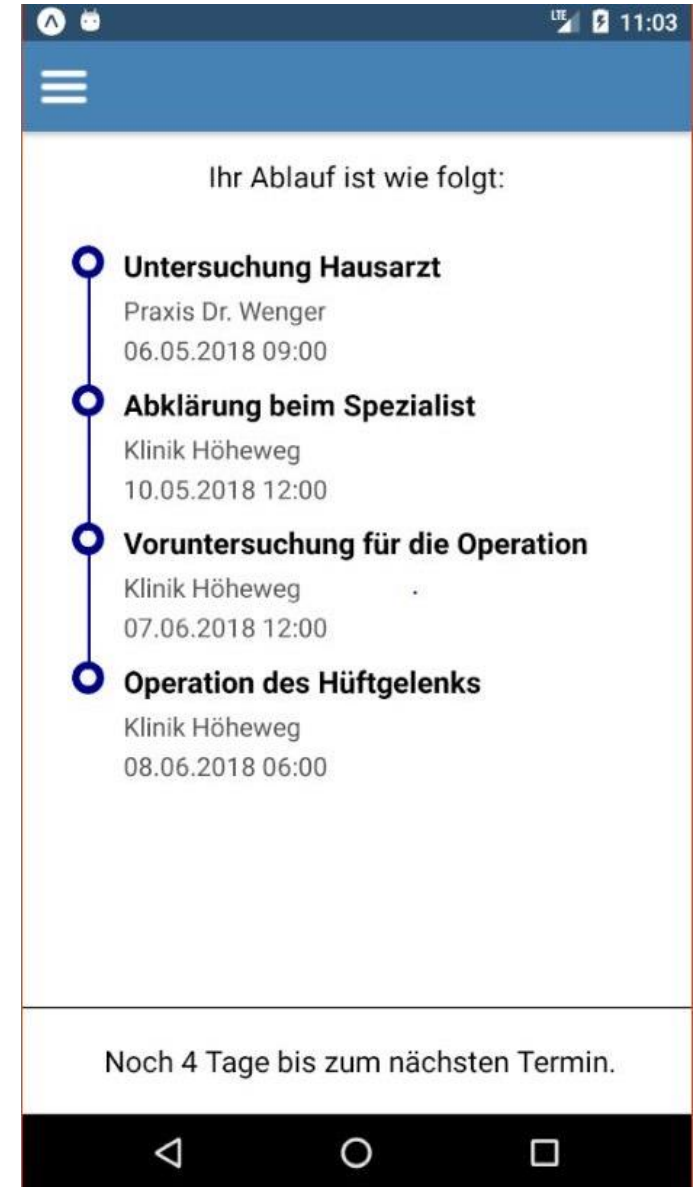 LTE 11:03
Ihr Ablauf ist wie folgt:
Untersuchung Hausarzt
Praxis Dr. Wenger
06.05.2018 09:00
Abklärung beim Spezialist
Klinik Höheweg
10.05.2018 12:00
Voruntersuchung für die Operation
Klinik Höheweg
07.06.2018 12:00
Operation des Hüftgelenks
Klinik Höheweg
08.06.2018 06:00
Noch 4 Tage bis zum nächsten Termin.